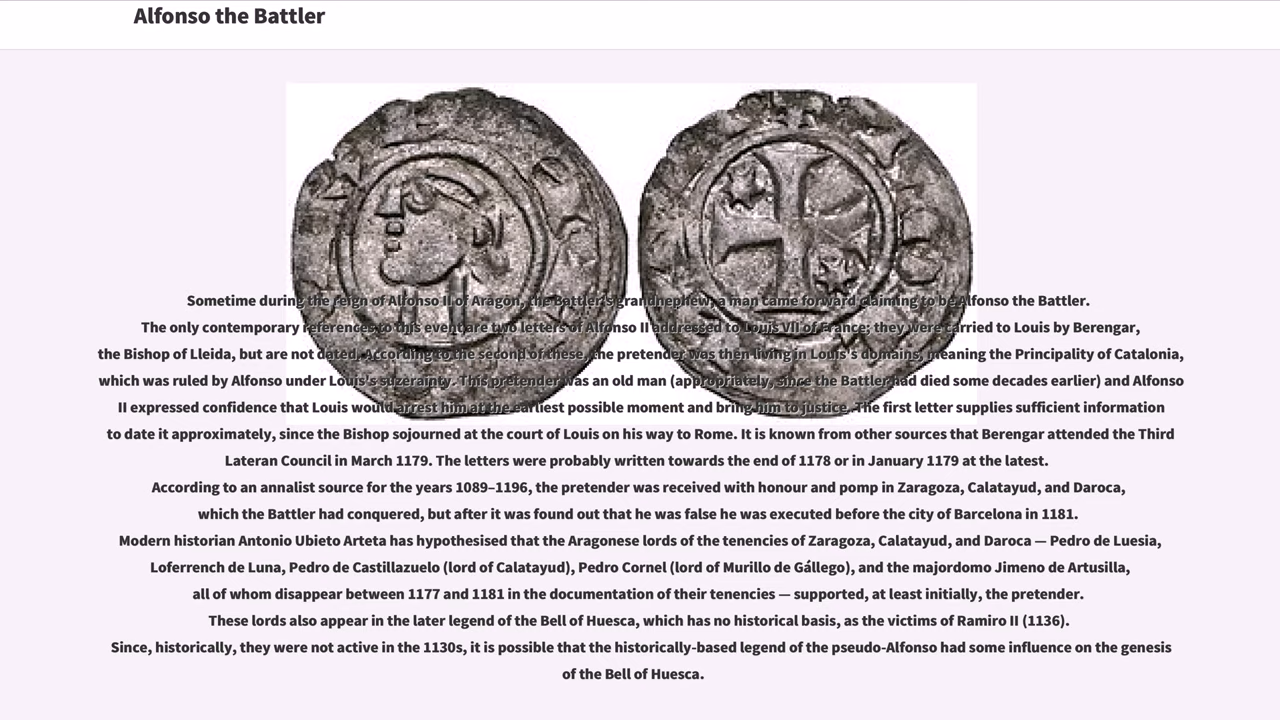 Alfonso the Battler
Sometime during the reign of Alfonso II of Aragon, the Battler's grandnephew, a man came forward claiming to be Alfonso the Battler.
The only contemporary references to this event are two letters of Alfonso II addressed to Louis VII of France; they were carried to Louis by Berengar,
the Bishop of Lleida, but are not dated. According to the second of these, the pretender was then living in Louis's domains, meaning the Principality of Catalonia,
which was ruled by Alfonso under Louis's suzerainty. This pretender was an old man (appropriately, since the Battler had died some decades earlier) and Alfonso
II expressed confidence that Louis would arrest him at the earliest possible moment and bring him to justice. The first letter supplies sufficient information
to date it approximately, since the Bishop sojourned at the court of Louis on his way to Rome. It is known from other sources that Berengar attended the Third
Lateran Council in March 1179. The letters were probably written towards the end of 1178 or in January 1179 at the latest.
According to an annalist source for the years 1089–1196, the pretender was received with honour and pomp in Zaragoza, Calatayud, and Daroca,
which the Battler had conquered, but after it was found out that he was false he was executed before the city of Barcelona in 1181.
Modern historian Antonio Ubieto Arteta has hypothesised that the Aragonese lords of the tenencies of Zaragoza, Calatayud, and Daroca — Pedro de Luesia,
Loferrench de Luna, Pedro de Castillazuelo (lord of Calatayud), Pedro Cornel (lord of Murillo de Gállego), and the majordomo Jimeno de Artusilla,
all of whom disappear between 1177 and 1181 in the documentation of their tenencies — supported, at least initially, the pretender.
These lords also appear in the later legend of the Bell of Huesca, which has no historical basis, as the victims of Ramiro II (1136).
Since, historically, they were not active in the 1130s, it is possible that the historically-based legend of the pseudo-Alfonso had some influence on the genesis
of the Bell of Huesca.